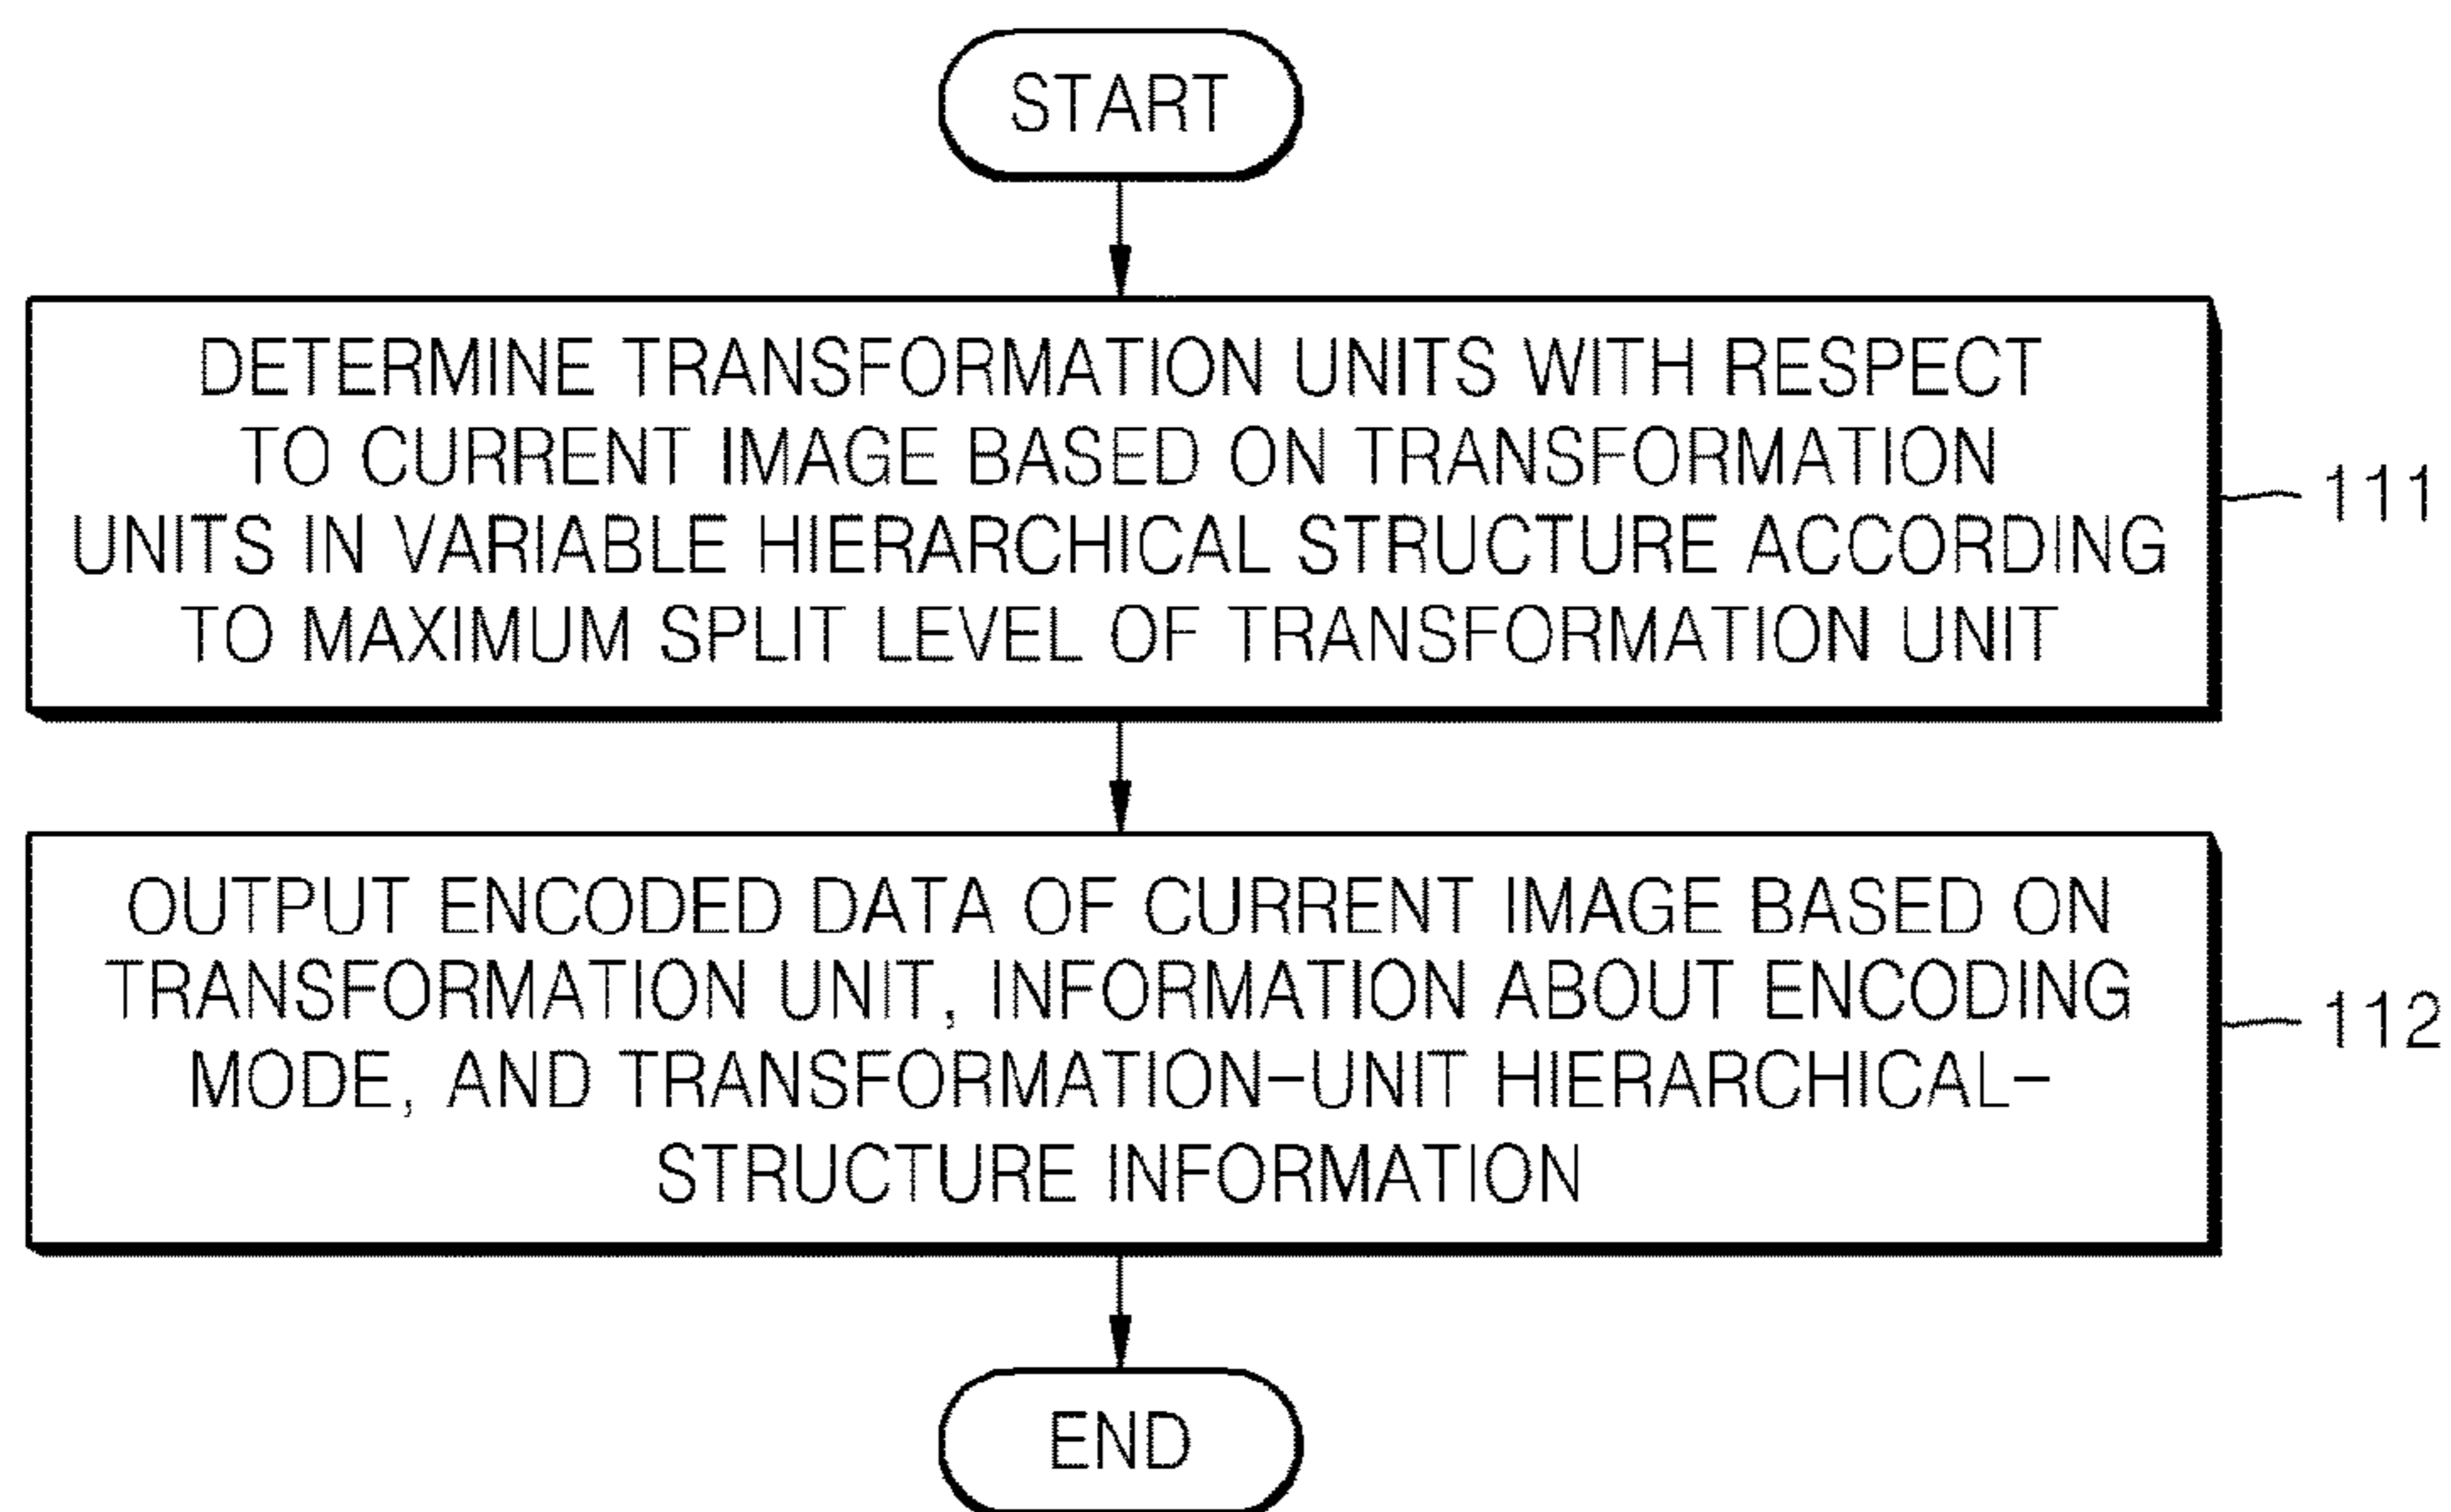 START
DETERMINE TRANSFORMATION UNITS WITH RESPECT
TO CURRENT IMAGE BASED ON TRANSFORMATION
UNITS IN VARIABLE HIERARCHICAL STRUCTURE ACCORDING
TO MAXIMUM SPLIT LEVEL OF TRANSFORMATION UNIT
111
OUTPUT ENCODED DATA OF CURRENT IMAGE BASED ON
TRANSFORMATION UNIT, INFORMATION ABOUT ENCODING
MODE, AND TRANSFORMATION-UNIT HIERARCHICAL-
STRUCTURE INFORMATION
112
END